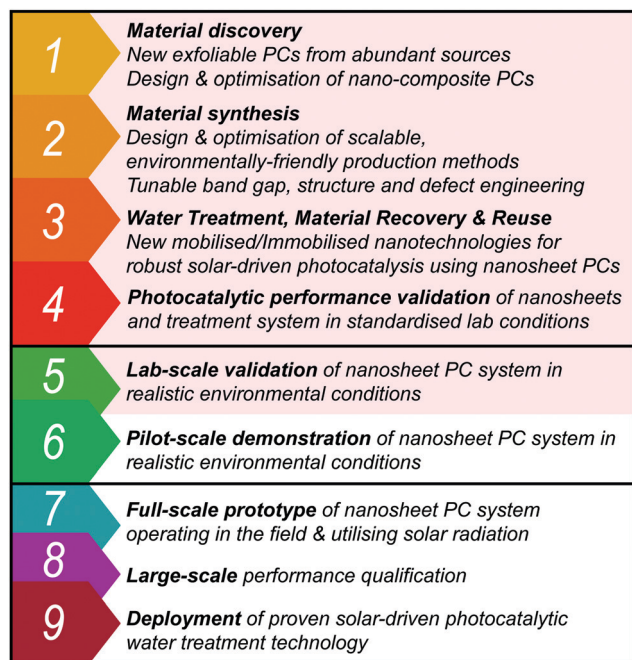 1
Material discovery
New exfoliable PCs from abundant sources
Design & optimisation of nano-composite PCs
2
Material synthesis
Design & optimisation of scalable,
environmentally-friendly production methods
Tunable band gap, structure and defect engineering
3
Water Treatment, Material Recovery & Reuse
New mobilised/Immobilised nanotechnologies for
robust solar-driven photocatalysis using nanosheet PCs
4
Photocatalytic performance validation of nanosheets
and treatment system in standardised lab conditions
5
Lab-scale validation of nanosheet PC system in
realistic environmental conditions
6
Pilot-scale demonstration of nanosheet PC system in
realistic environmental conditions
7
Full-scale prototype of nanosheet PC system
operating in the field & utilising solar radiation
8
Large-scale performance qualification
9
Deployment of proven solar-driven photocatalytic
water treatment technology